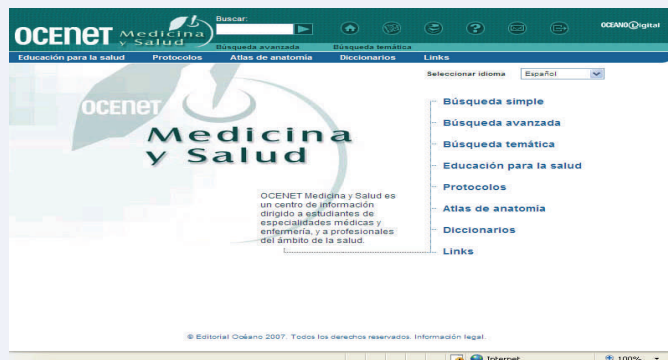 OCENET Medicina
y Salud
Buscar:
Búsqueda avanzada Búsqueda temática
OCEANO Digital
Educación para la salud Protocolos Atlas de anatomía Diccionarios Links
Seleccionar idioma Español
OCENET
Medicina
y Salud
OCENET Medicina y Salud es
un centro de información
dirigido a estudiantes de
especialidades médicas y
enfermería, y a profesionales
del ámbito de la salud.
Búsqueda simple
Búsqueda avanzada
Búsqueda temática
Educación para la salud
Protocolos
Atlas de anatomía
Diccionarios
Links
© Editorial Océano 2007. Todos los derechos reservados. Información legal.
Internet 100%